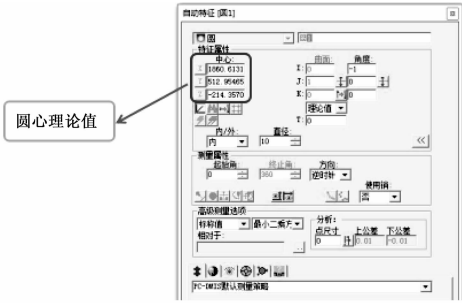 自动特征 [圆1]
圆
特征属性
中心:
曲面:
角度:
X 1860.6131
I: 0
-1
Y 512.95465
J: 1
0
Z -214.3570
K: 0
0
理论值
T: 0
内/外:
直径:
内
10
<<
测量属性
起始角:
终止角:
方向:
0
360
逆时针
使用销
否
高级测量选项
标称值
最小二乘方
分析:
点尺寸
上公差
下公差
相对于:
0
0.01
-0.01
PC-DMIS默认测量策略
圆心理论值